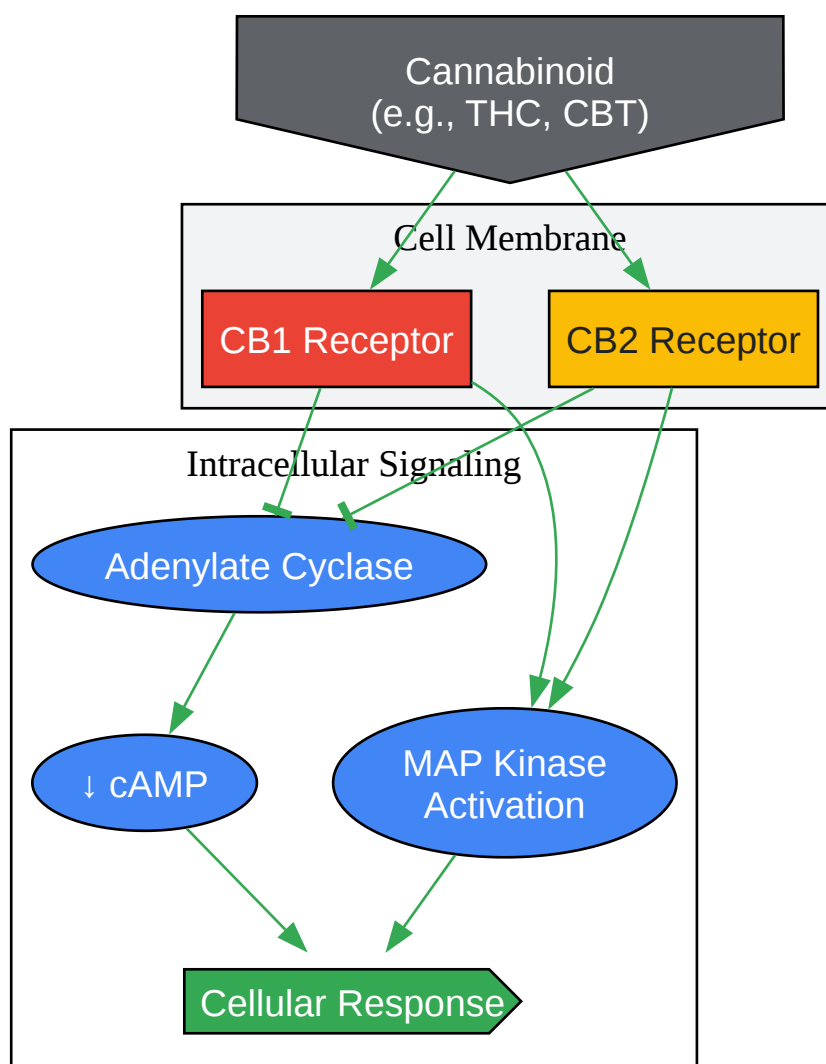 Cannabinoid
(e.g., THC, CBT)
Cell Membrane
CB1 Receptor
CB2 Receptor
Intracellular Signaling
Adenylate Cyclase
↓ cAMP
MAP Kinase
Activation
Cellular Response